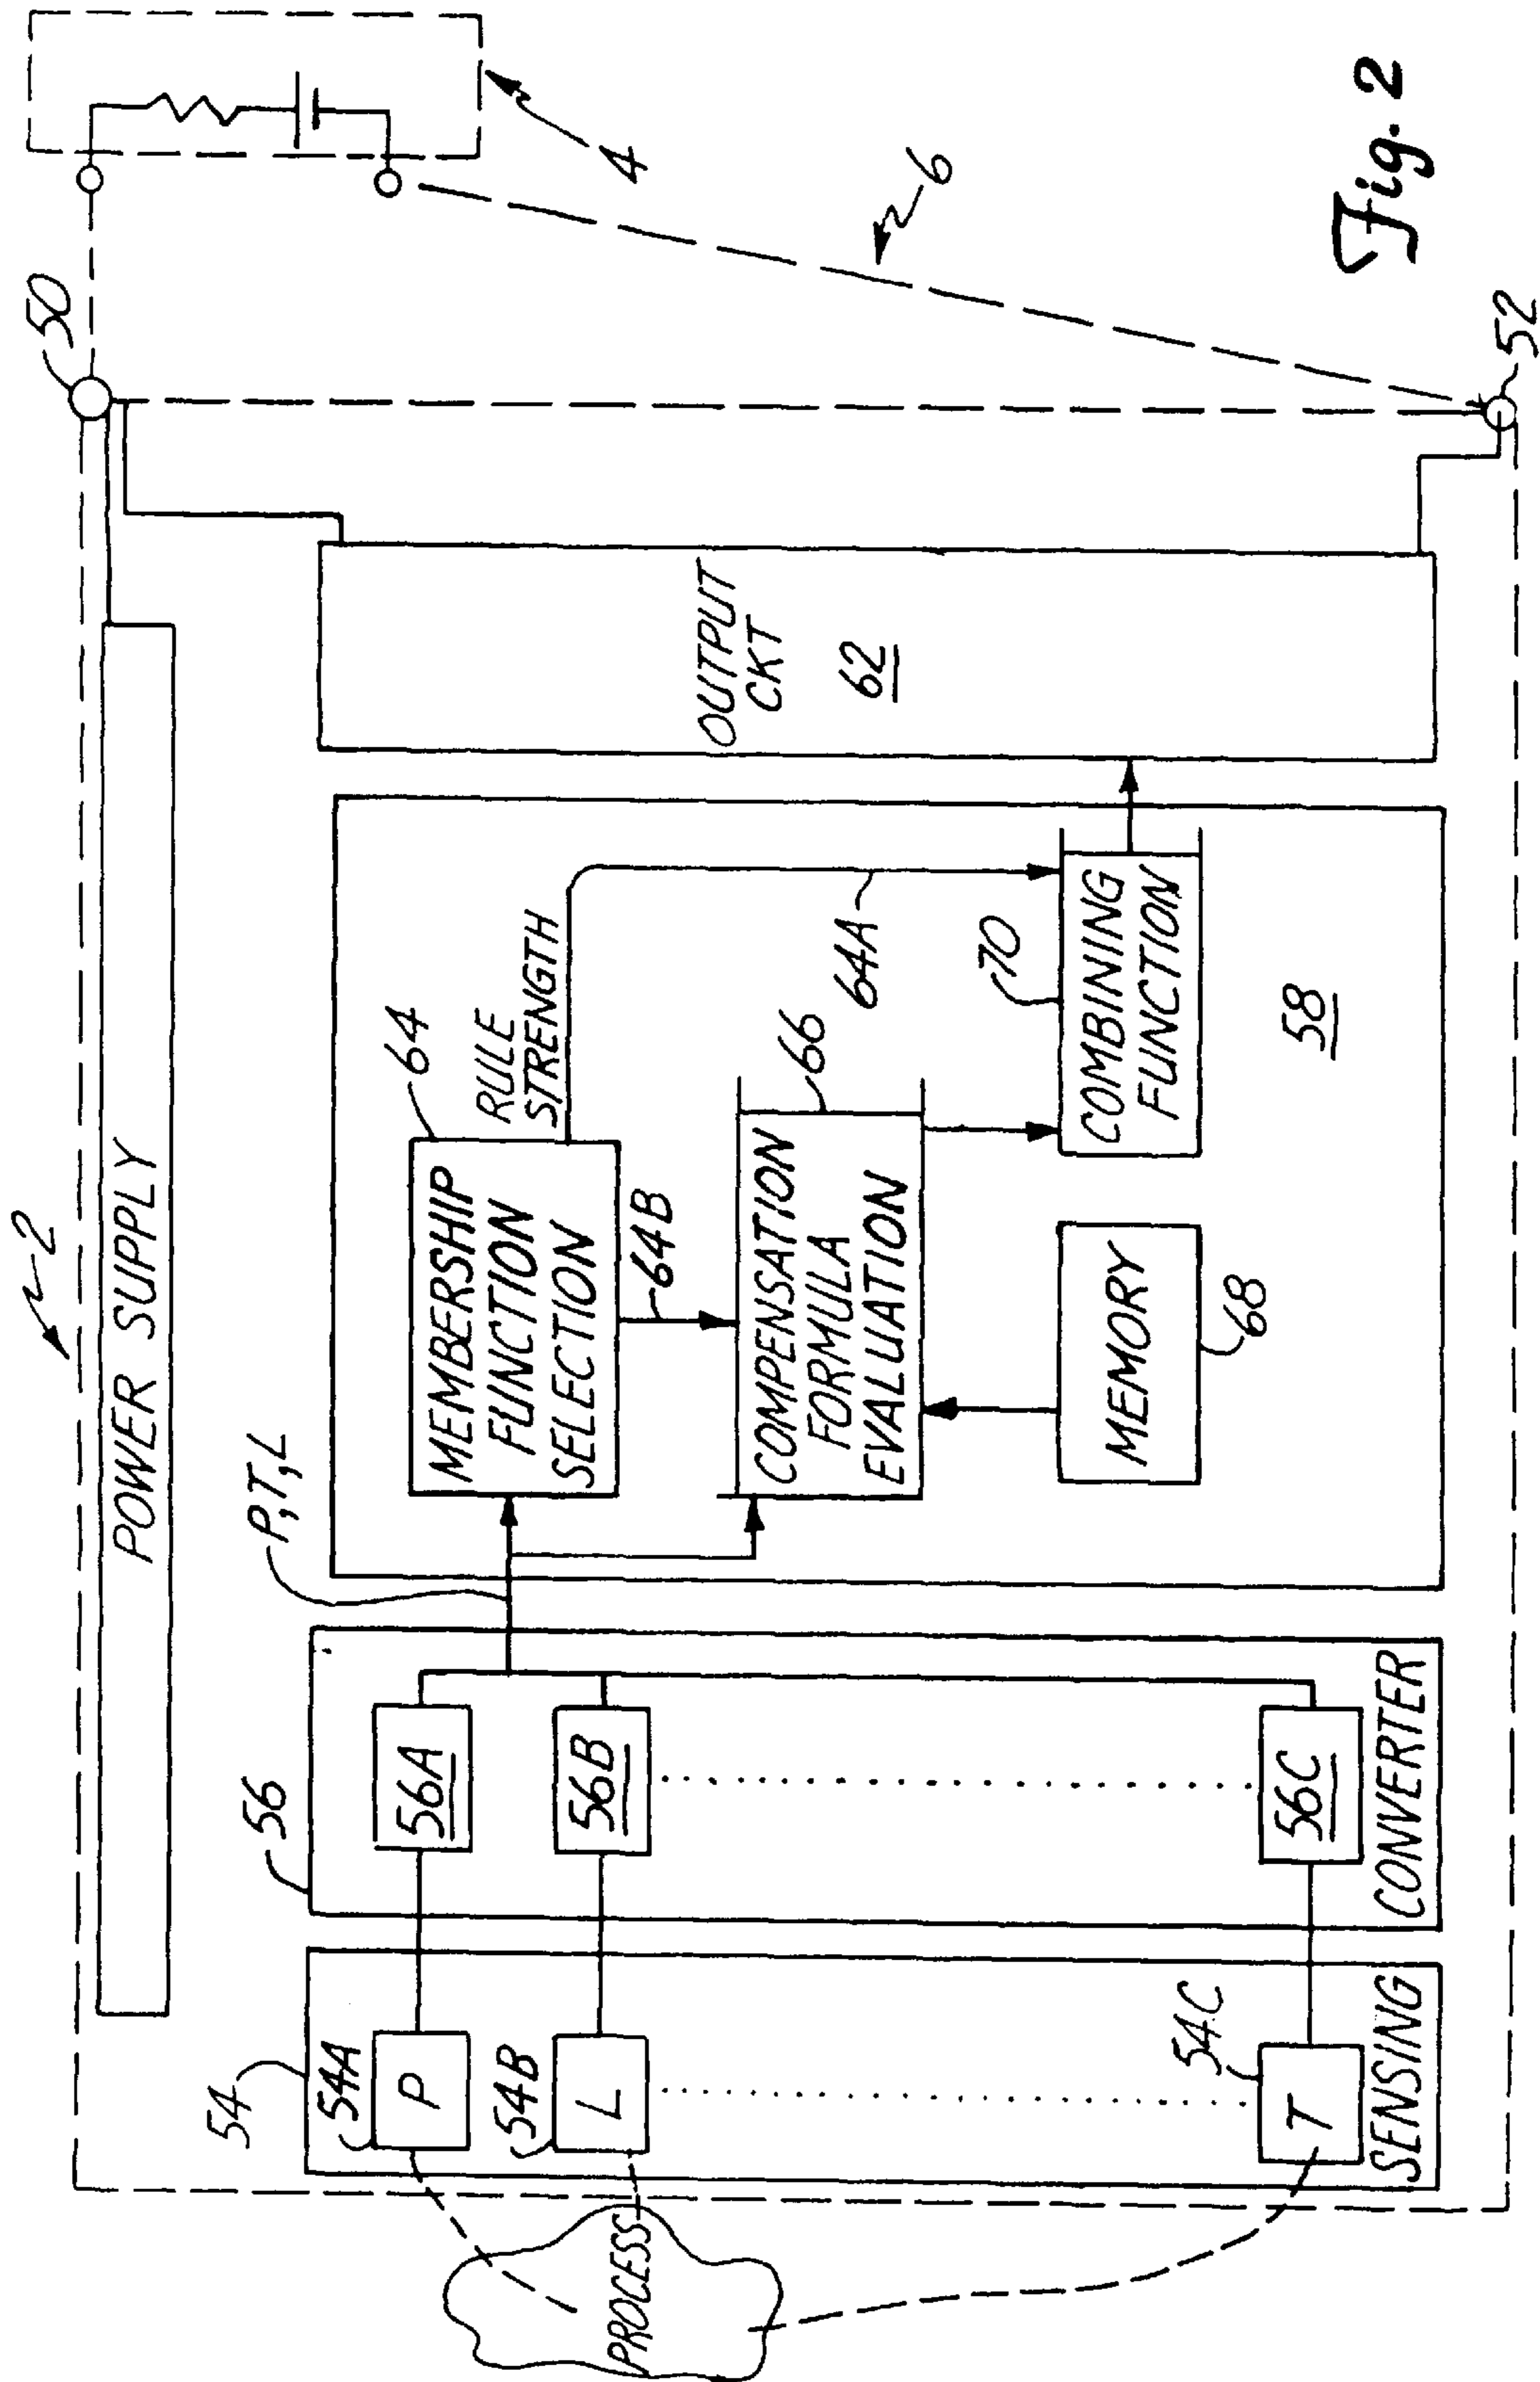 2
POWER SUPPLY
50
4
6
52
54
54A
P
54B
L
54C
T
SENSING
PROCESS
56
56A
56B
56C
CONVERTER
P,T,L
MEMBERSHIP
FUNCTION
SELECTION
64
RULE
STRENGTH
64B
64A
COMPENSATION
FORMULA
EVALUATION
66
MEMORY
68
COMBINING
FUNCTION
70
58
OUTPUT
CKT
62
Fig. 2